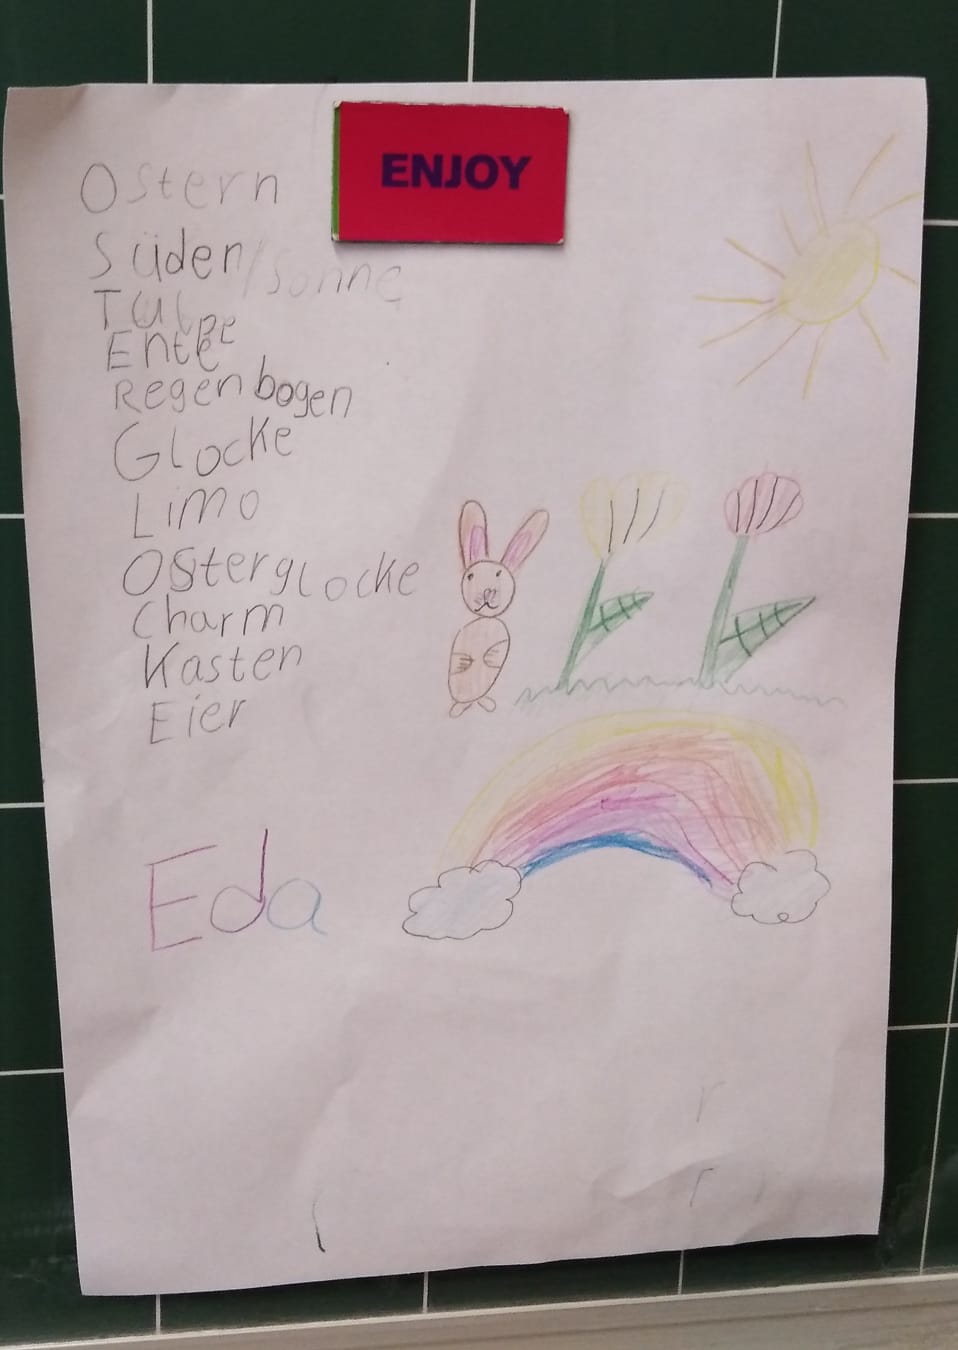 ENJOY
Ostern
Süden/Sonne
Tulpe
Ente
Regenbogen
Glocke
Limo
Osterglocke
Charm
Kasten
Eier
Eda
r
r